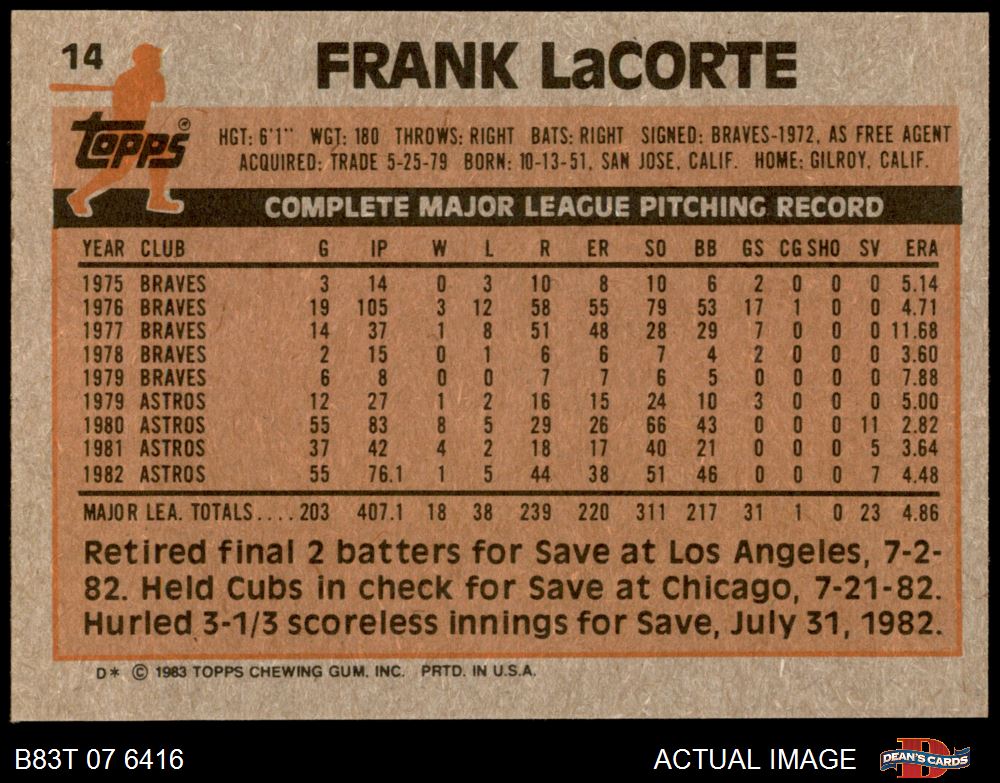 14
FRANK LaCORTE
topps®
HGT: 6'1" WGT: 180 THROWS: RIGHT BATS: RIGHT SIGNED: BRAVES-1972, AS FREE AGENT
ACQUIRED: TRADE 5-25-79 BORN: 10-13-51, SAN JOSE, CALIF. HOME: GILROY, CALIF.
COMPLETE MAJOR LEAGUE PITCHING RECORD
YEAR CLUB G IP W L R ER SO BB GS CG SHO SV ERA
1975 BRAVES 3 14 0 3 10 8 10 6 2 0 0 0 5.14
1976 BRAVES 19 105 3 12 58 55 79 53 17 1 0 0 4.71
1977 BRAVES 14 37 1 8 51 48 28 29 7 0 0 0 11.68
1978 BRAVES 2 15 0 1 6 6 7 4 2 0 0 0 3.60
1979 BRAVES 6 8 0 0 7 7 6 5 0 0 0 0 7.88
1979 ASTROS 12 27 1 2 16 15 24 10 3 0 0 0 5.00
1980 ASTROS 55 83 8 5 29 26 66 43 0 0 0 11 2.82
1981 ASTROS 37 42 4 2 18 17 40 21 0 0 0 5 3.64
1982 ASTROS 55 76.1 1 5 44 38 51 46 0 0 0 7 4.48
MAJOR LEA. TOTALS....203 407.1 18 38 239 220 311 217 31 1 0 23 4.86
Retired final 2 batters for Save at Los Angeles, 7-2-
82. Held Cubs in check for Save at Chicago, 7-21-82.
Hurled 3-1/3 scoreless innings for Save, July 31, 1982.
D* © 1983 TOPPS CHEWING GUM, INC. PRTD. IN U.S.A.
B83T 07 6416
ACTUAL IMAGE
DEAN'S CARDS